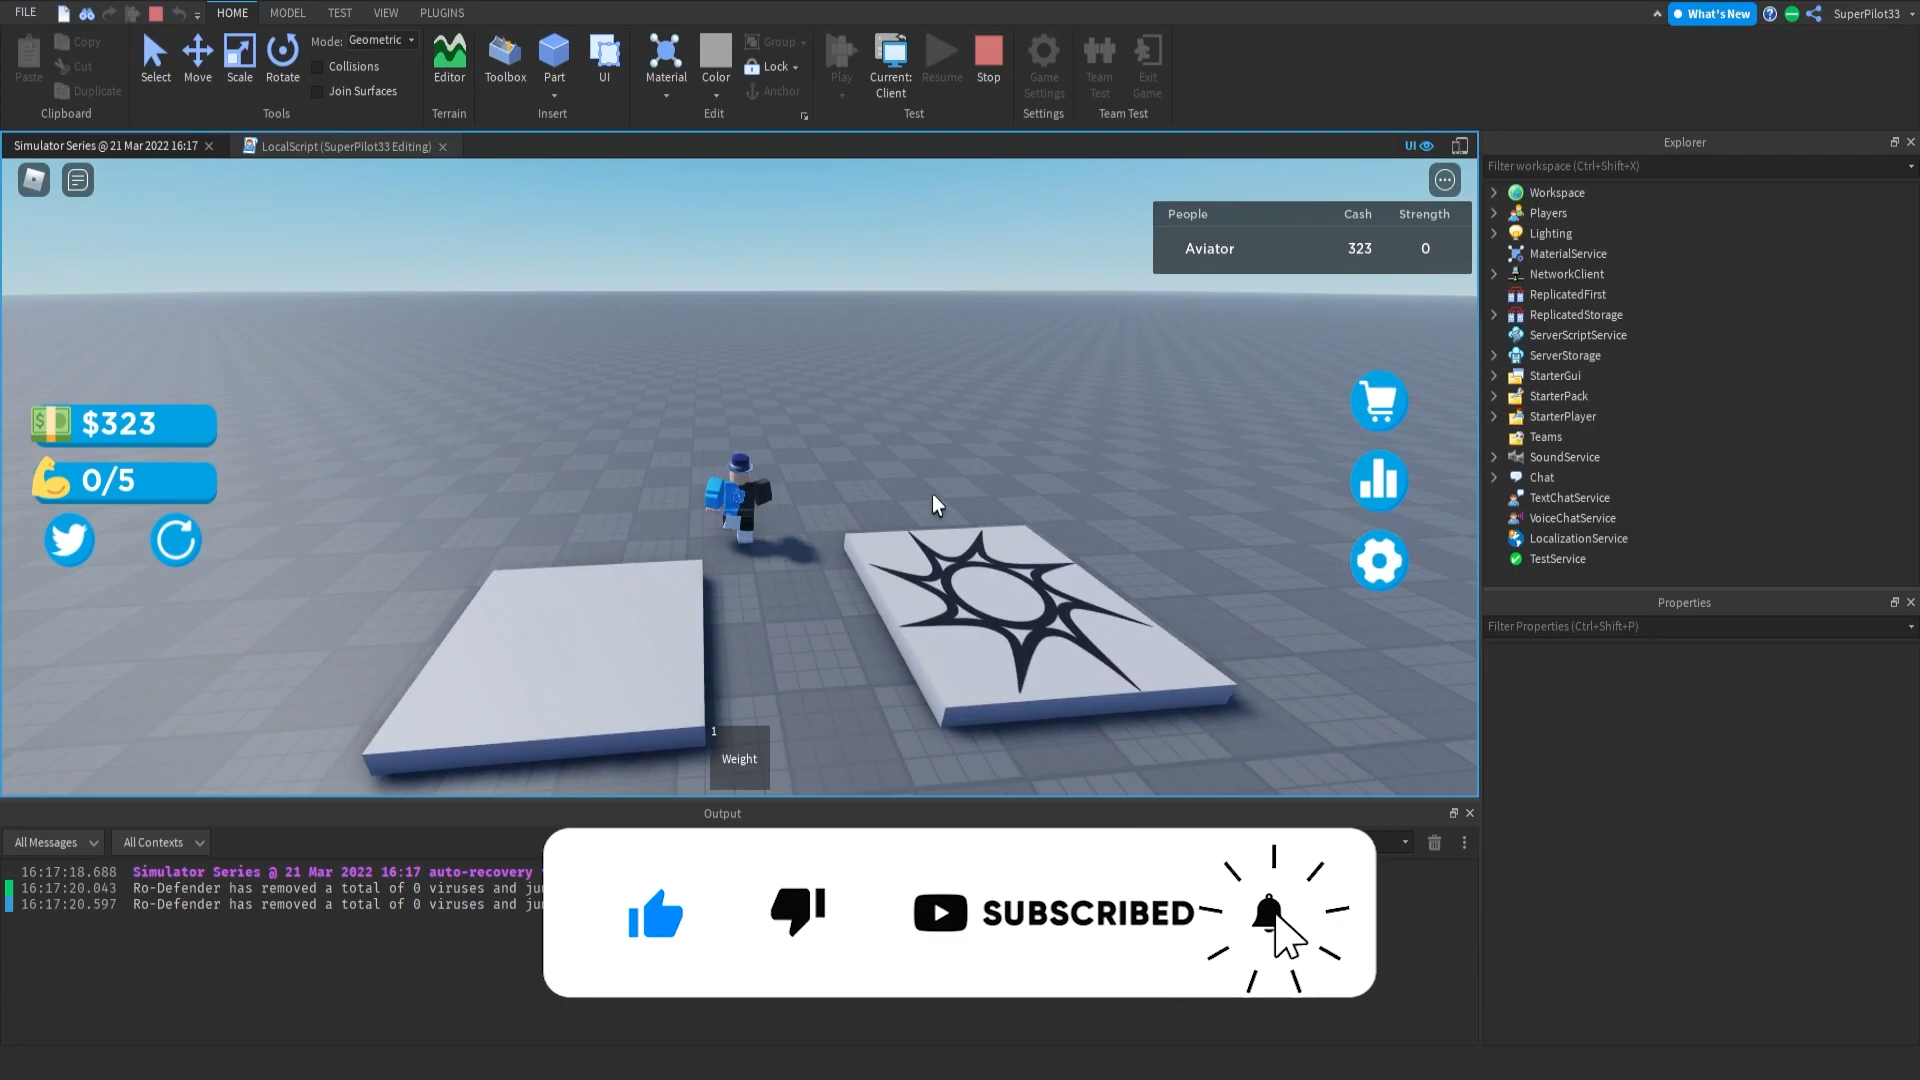 FILE
HOME
MODEL
TEST
VIEW
PLUGINS
What's New
SuperPilot33
Paste
Copy
Cut
Duplicate
Clipboard
Select
Move
Scale
Rotate
Mode: Geometric
Collisions
Join Surfaces
Tools
Editor
Terrain
Toolbox
Part
UI
Insert
Material
Color
Group
Lock
Anchor
Edit
Play
Current:
Client
Resume
Stop
Test
Game
Settings
Settings
Team
Test
Exit
Game
Team Test
Simulator Series @ 21 Mar 2022 16:17
LocalScript (SuperPilot33 Editing)
UI
People Cash Strength
Aviator 323 0
$323
0/5
1
Weight
Explorer
Filter workspace (Ctrl+Shift+X)
Workspace
Players
Lighting
MaterialService
NetworkClient
ReplicatedFirst
ReplicatedStorage
ServerScriptService
ServerStorage
StarterGui
StarterPack
StarterPlayer
Teams
SoundService
Chat
TextChatService
VoiceChatService
LocalizationService
TestService
Properties
Filter Properties (Ctrl+Shift+P)
Output
All Messages
All Contexts
16:17:18.688 Simulator Series @ 21 Mar 2022 16:17 auto-recovery
16:17:20.043 Ro-Defender has removed a total of 0 viruses and
16:17:20.597 Ro-Defender has removed a total of 0 viruses and
SUBSCRIBED